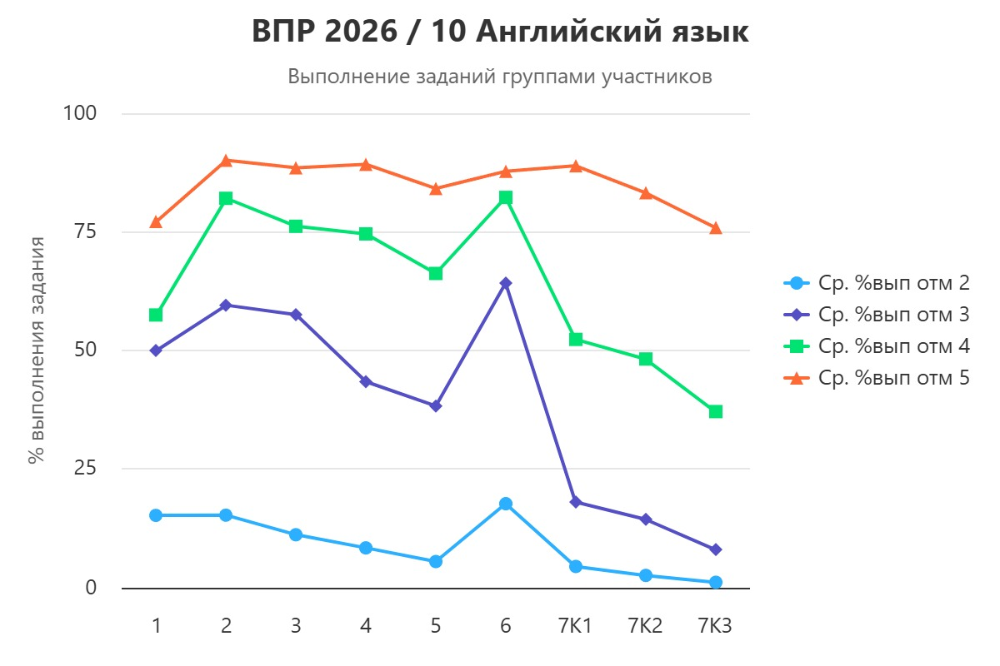 ВПР 2026 / 10 Английский язык
Выполнение заданий группами участников
% выполнения задания
100
75
50
25
0
1 2 3 4 5 6 7К1 7К2 7К3
Ср. %вып отм 2
Ср. %вып отм 3
Ср. %вып отм 4
Ср. %вып отм 5